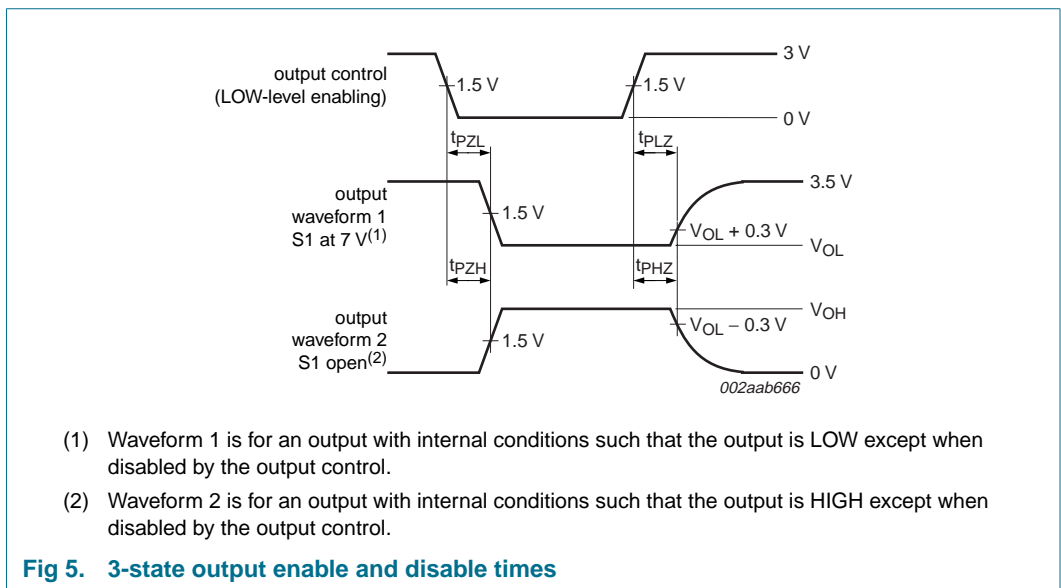 output control
(LOW-level enabling)
1.5 V
1.5 V
3 V
0 V
tPZL
tPLZ
output
waveform 1
S1 at 7 V(1)
1.5 V
3.5 V
VOL + 0.3 V
VOL
tPZH
tPHZ
output
waveform 2
S1 open(2)
1.5 V
VOH
VOL − 0.3 V
0 V
002aab666
(1) Waveform 1 is for an output with internal conditions such that the output is LOW except when
disabled by the output control.
(2) Waveform 2 is for an output with internal conditions such that the output is HIGH except when
disabled by the output control.
Fig 5. 3-state output enable and disable times